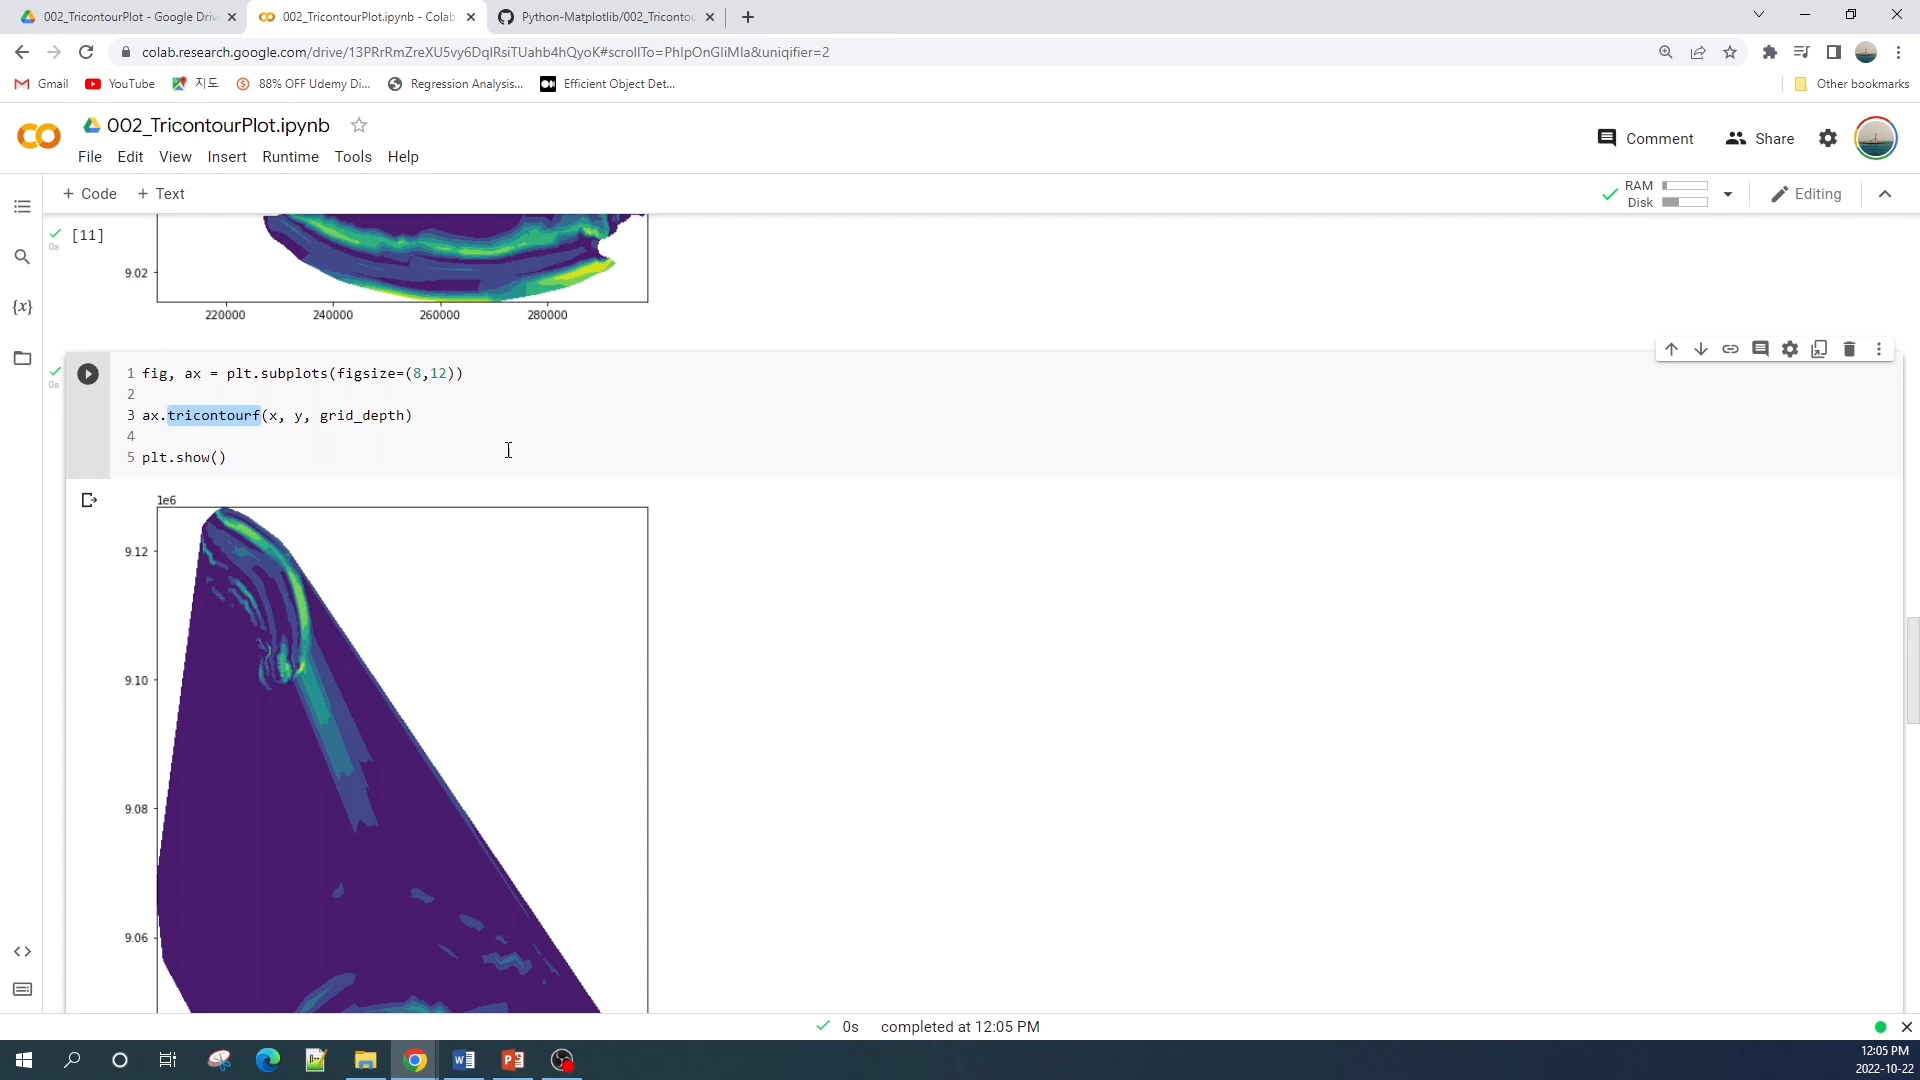 002_TricontourPlot - Google Driv
002_TricontourPlot.ipynb - Colab
Python-Matplotlib/002_Tricontou
colab.research.google.com/drive/13PRrRmZreXU5vy6DqlRsiTUahb4hQyoK#scrollTo=PhlpOnGliMla&uniqifier=2
Gmail
YouTube
지도
88% OFF Udemy Di...
Regression Analysis...
Efficient Object Det...
Other bookmarks
002_TricontourPlot.ipynb
Comment
Share
File Edit View Insert Runtime Tools Help
+ Code + Text
RAM
Disk
Editing
[11]
0s
9.02
220000 240000 260000 280000
0s
1 fig, ax = plt.subplots(figsize=(8,12))
2
3 ax.tricontourf(x, y, grid_depth)
4
5 plt.show()
1e6
9.12
9.10
9.08
9.06
0s completed at 12:05 PM
12:05 PM
2022-10-22